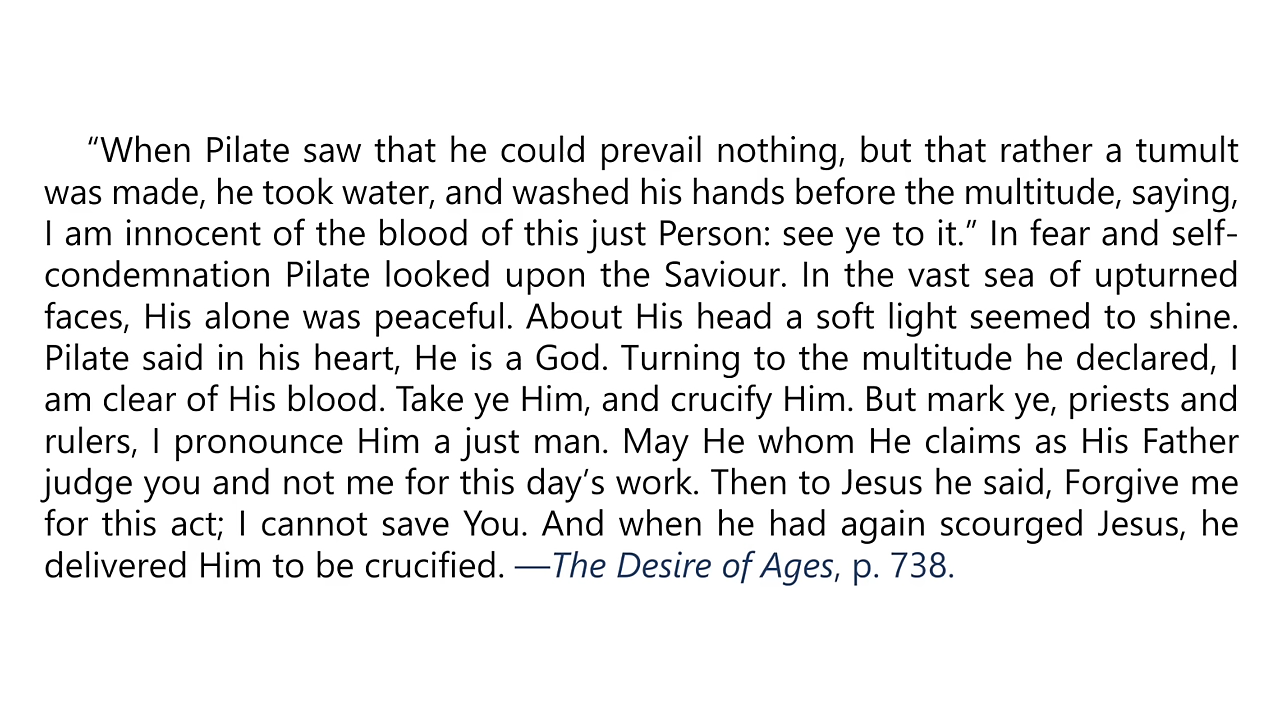 “When Pilate saw that he could prevail nothing, but that rather a tumult
was made, he took water, and washed his hands before the multitude, saying,
I am innocent of the blood of this just Person: see ye to it.” In fear and self-
condemnation Pilate looked upon the Saviour. In the vast sea of upturned
faces, His alone was peaceful. About His head a soft light seemed to shine.
Pilate said in his heart, He is a God. Turning to the multitude he declared, I
am clear of His blood. Take ye Him, and crucify Him. But mark ye, priests and
rulers, I pronounce Him a just man. May He whom He claims as His Father
judge you and not me for this day’s work. Then to Jesus he said, Forgive me
for this act; I cannot save You. And when he had again scourged Jesus, he
delivered Him to be crucified. —The Desire of Ages, p. 738.